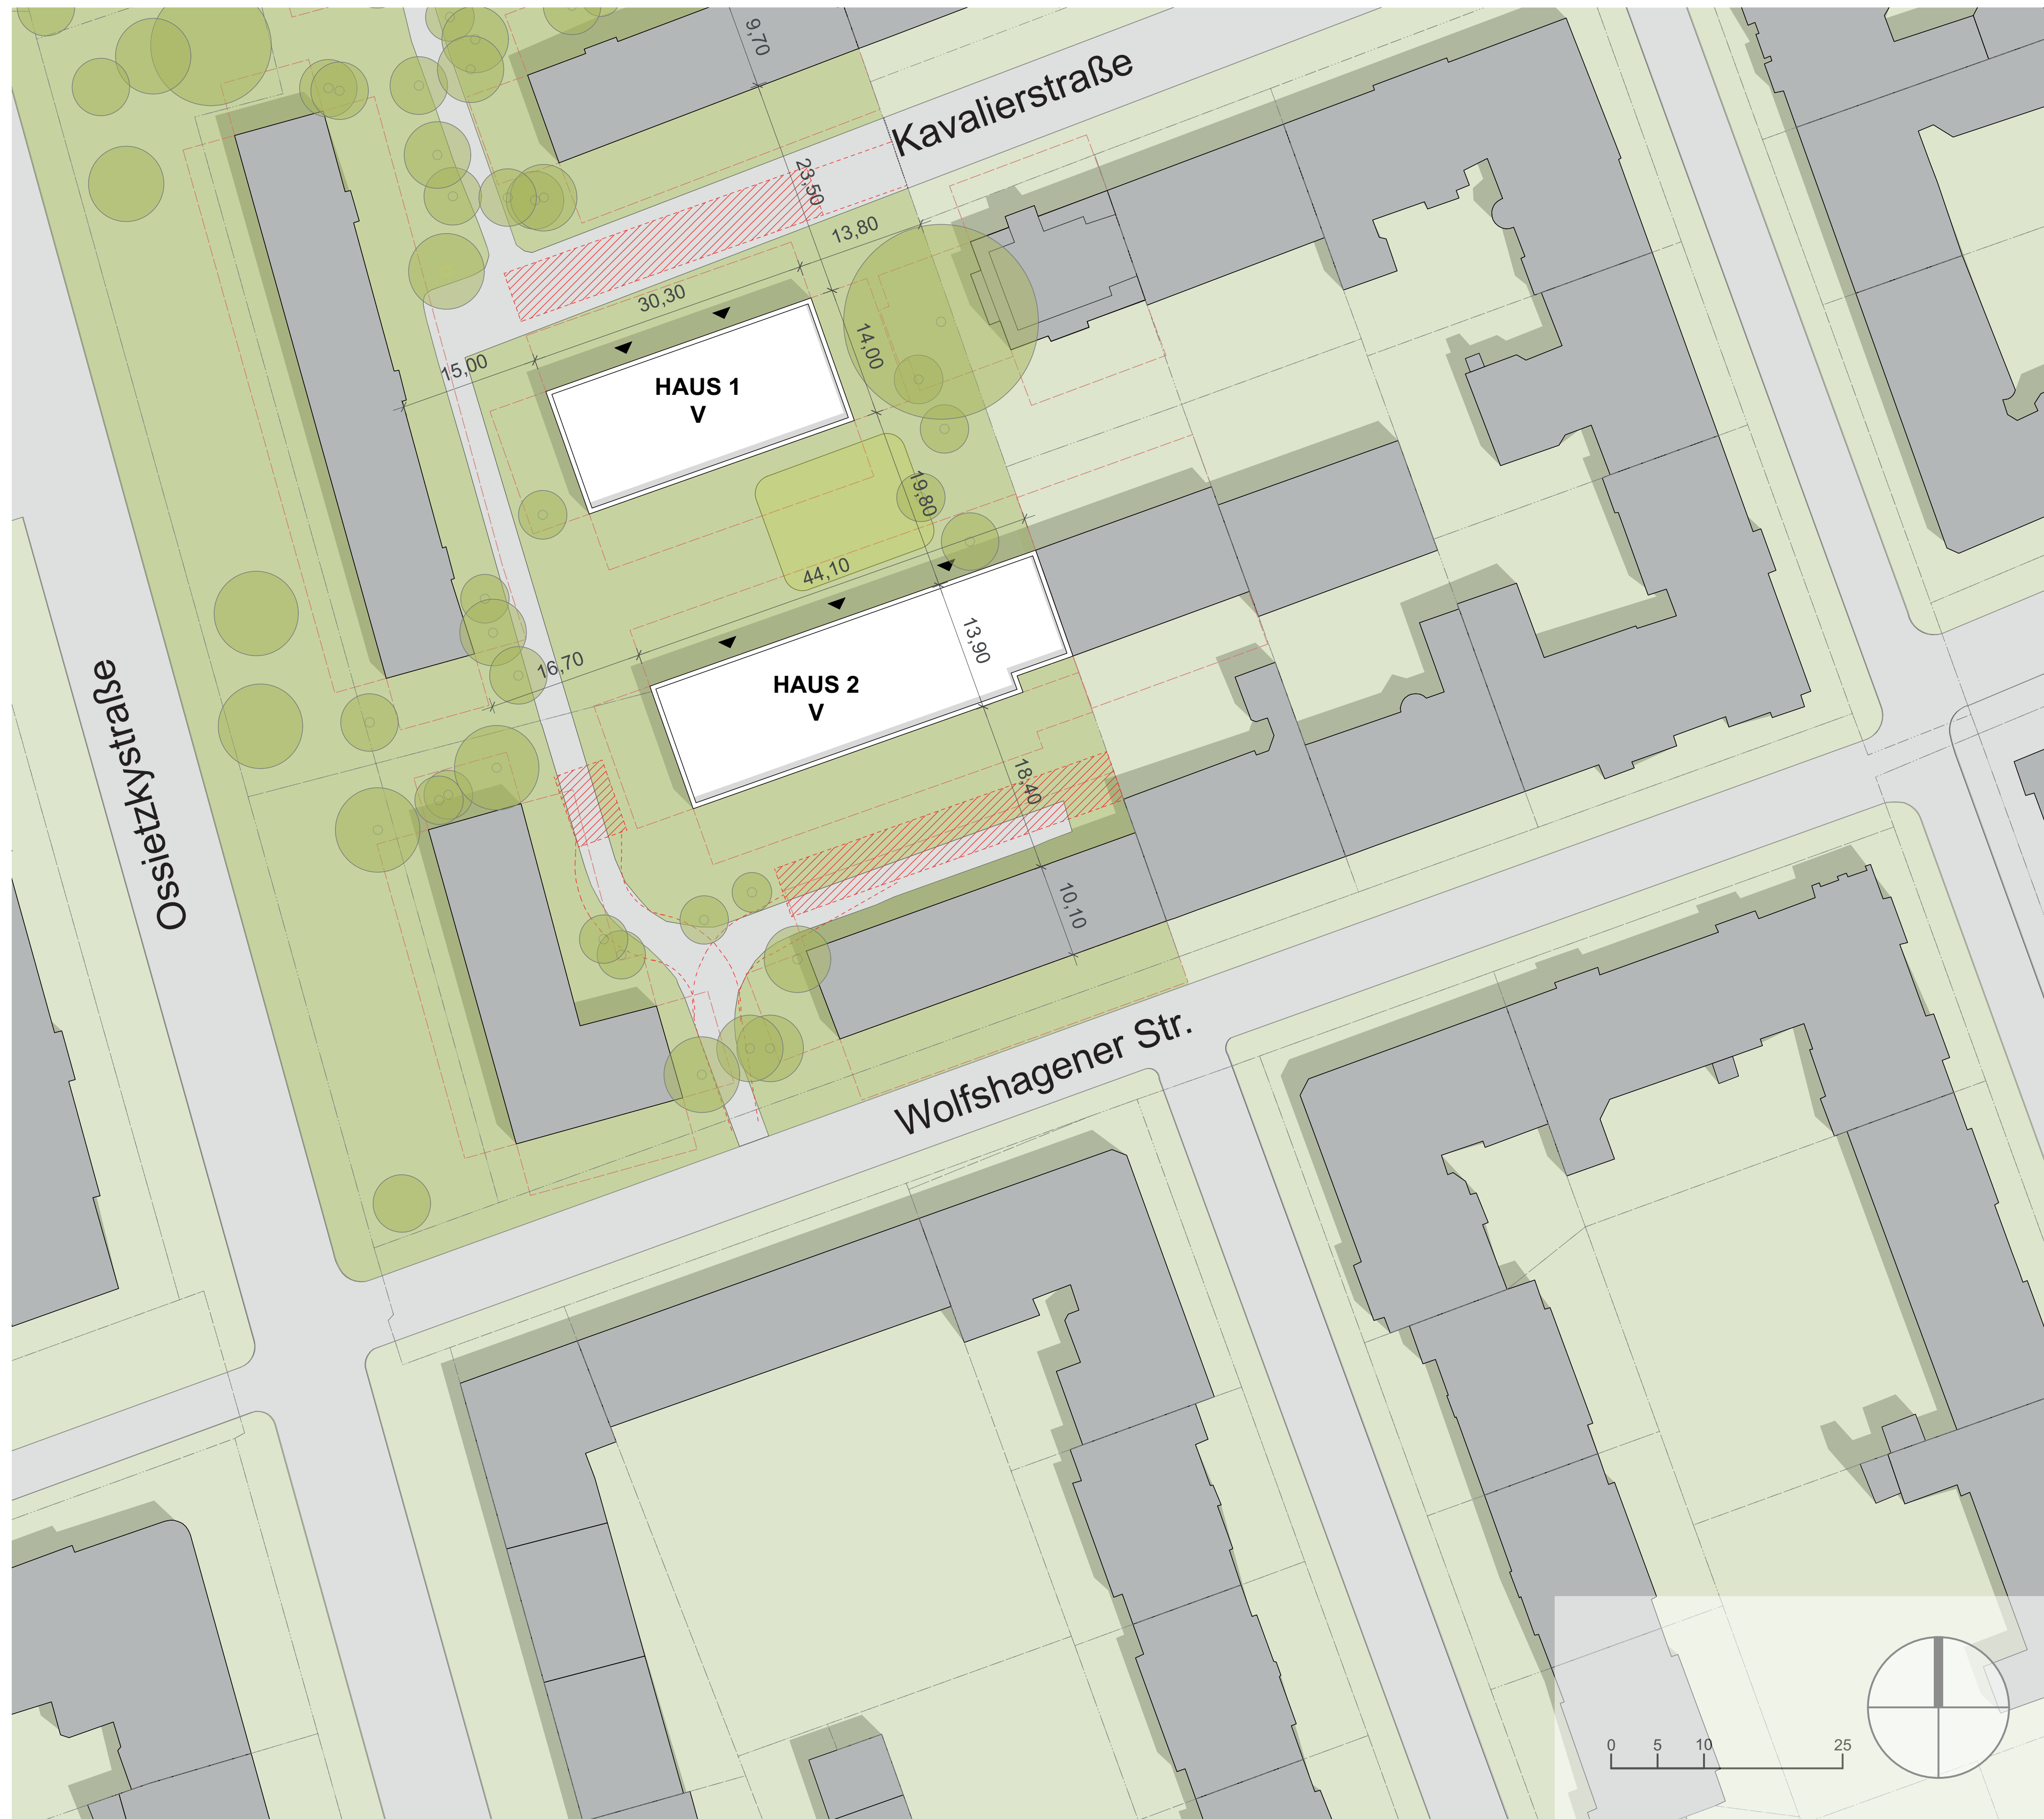 9,70
Kavalierstraße
23,50
13,80
30,30
14,00
15,00
HAUS 1
V
19,80
44,10
13,90
16,70
HAUS 2
V
Ossietzkystraße
18,40
10,10
Wolfshagener Str.
0 5 10 25